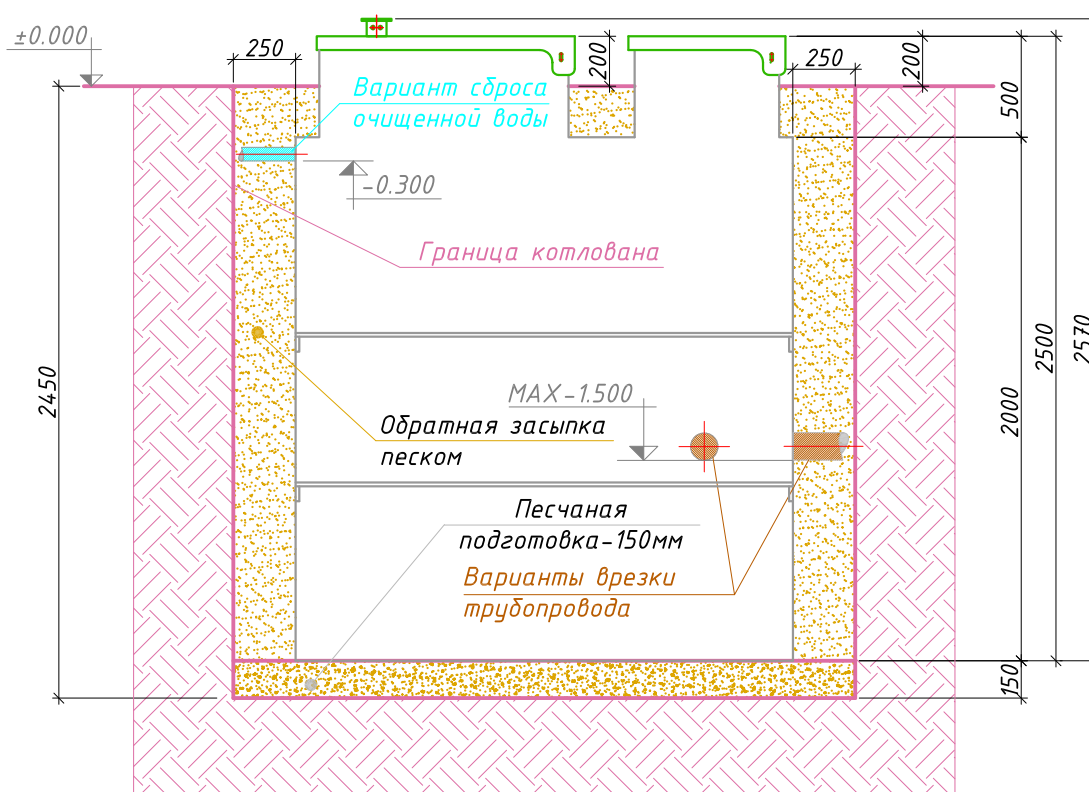 ±0.000
250
200
250
200
500
Вариант сброса
очищенной воды
-0.300
Граница котлована
2450
2500
2570
2000
MAX-1.500
Обратная засыпка
песком
Песчаная
подготовка-150мм
Варианты врезки
трубопровода
150